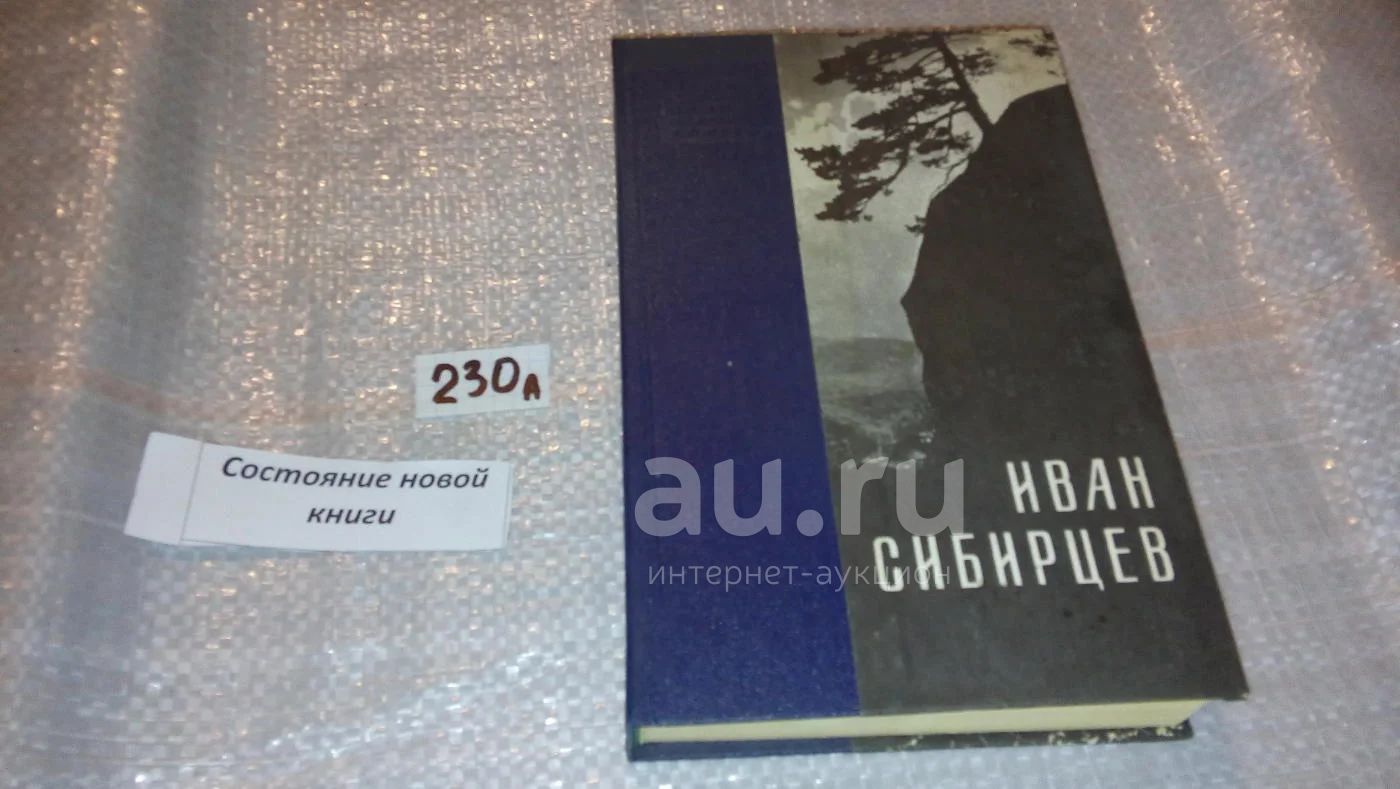 230А
Состояние новой
книги
ИВАН
СИБИРЦЕВ
au.ru
интернет-аукцион